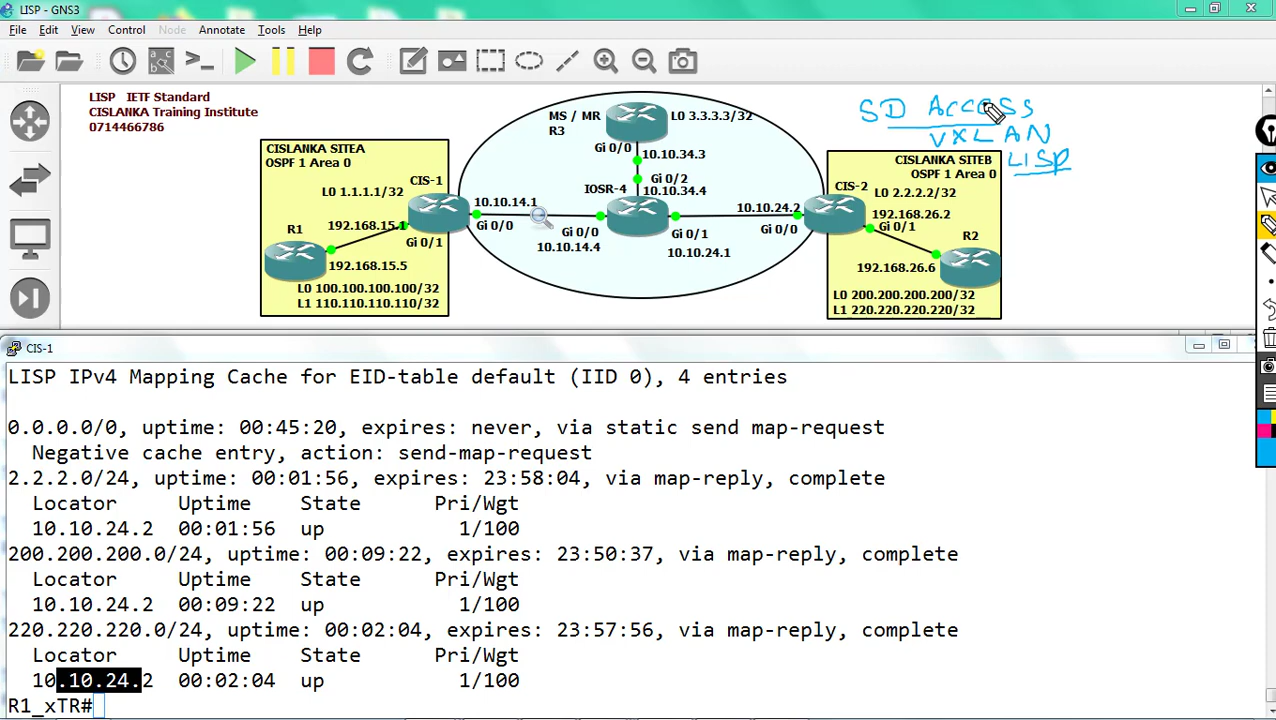 LISP - GNS3
File Edit View Control Node Annotate Tools Help
LISP IETF Standard
CISLANKA Training Institute
0714466786
SD Access
VXLAN
LISP
MS / MR
R3
L0 3.3.3.3/32
Gi 0/0
10.10.34.3
Gi 0/2
IOSR-4
10.10.34.4
CISLANKA SITEA
OSPF 1 Area 0
L0 1.1.1.1/32
CIS-1
10.10.14.1
192.168.15.1
Gi 0/0
Gi 0/1
R1
192.168.15.5
L0 100.100.100.100/32
L1 110.110.110.110/32
Gi 0/0
10.10.14.4
Gi 0/1
10.10.24.1
10.10.24.2
Gi 0/0
CISLANKA SITEB
OSPF 1 Area 0
CIS-2
L0 2.2.2.2/32
192.168.26.2
Gi 0/1
R2
192.168.26.6
L0 200.200.200.200/32
L1 220.220.220.220/32
CIS-1
LISP IPv4 Mapping Cache for EID-table default (IID 0), 4 entries
0.0.0.0/0, uptime: 00:45:20, expires: never, via static send map-request
Negative cache entry, action: send-map-request
2.2.2.0/24, uptime: 00:01:56, expires: 23:58:04, via map-reply, complete
Locator Uptime State Pri/Wgt
10.10.24.2 00:01:56 up 1/100
200.200.200.0/24, uptime: 00:09:22, expires: 23:50:37, via map-reply, complete
Locator Uptime State Pri/Wgt
10.10.24.2 00:09:22 up 1/100
220.220.220.0/24, uptime: 00:02:04, expires: 23:57:56, via map-reply, complete
Locator Uptime State Pri/Wgt
10.10.24.2 00:02:04 up 1/100
R1_xTR#